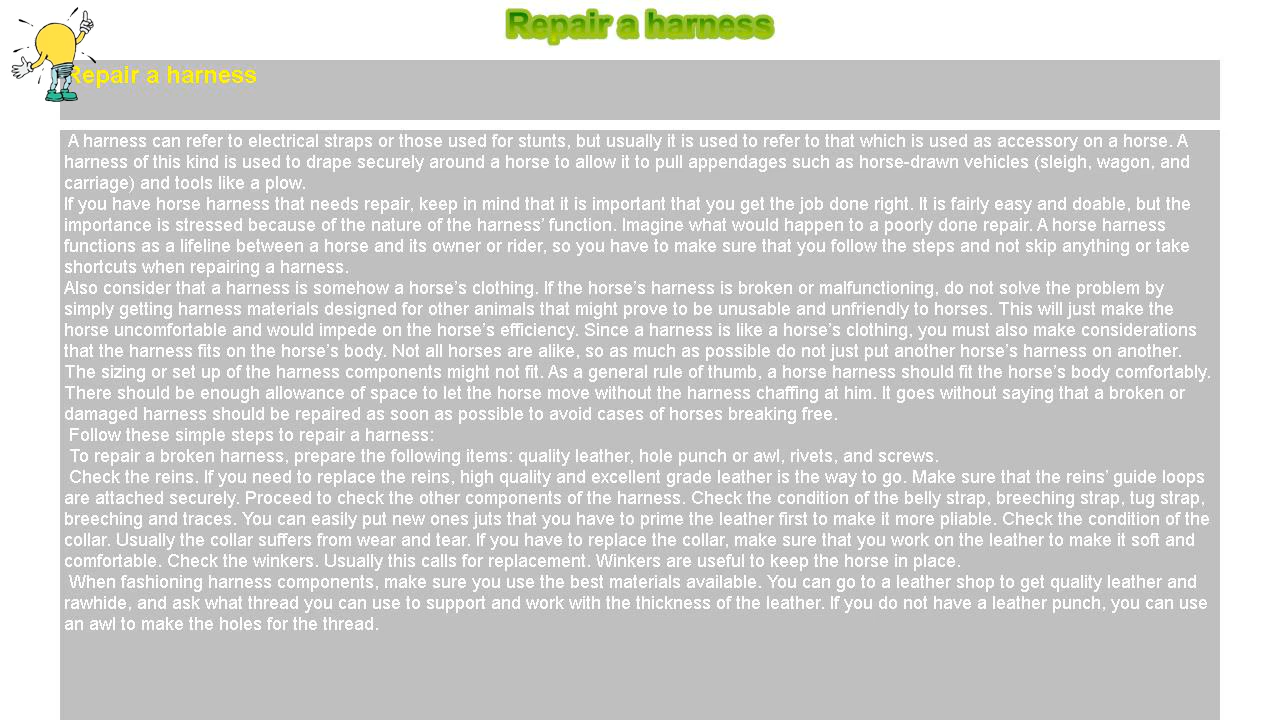 Repair a harness
Repair a harness
A harness can refer to electrical straps or those used for stunts, but usually it is used to refer to that which is used as accessory on a horse. A
harness of this kind is used to drape securely around a horse to allow it to pull appendages such as horse-drawn vehicles (sleigh, wagon, and
carriage) and tools like a plow.
If you have horse harness that needs repair, keep in mind that it is important that you get the job done right. It is fairly easy and doable, but the
importance is stressed because of the nature of the harness’ function. Imagine what would happen to a poorly done repair. A horse harness
functions as a lifeline between a horse and its owner or rider, so you have to make sure that you follow the steps and not skip anything or take
shortcuts when repairing a harness.
Also consider that a harness is somehow a horse’s clothing. If the horse’s harness is broken or malfunctioning, do not solve the problem by
simply getting harness materials designed for other animals that might prove to be unusable and unfriendly to horses. This will just make the
horse uncomfortable and would impede on the horse’s efficiency. Since a harness is like a horse’s clothing, you must also make considerations
that the harness fits on the horse’s body. Not all horses are alike, so as much as possible do not just put another horse’s harness on another.
The sizing or set up of the harness components might not fit. As a general rule of thumb, a horse harness should fit the horse’s body comfortably.
There should be enough allowance of space to let the horse move without the harness chaffing at him. It goes without saying that a broken or
damaged harness should be repaired as soon as possible to avoid cases of horses breaking free.
Follow these simple steps to repair a harness:
To repair a broken harness, prepare the following items: quality leather, hole punch or awl, rivets, and screws.
Check the reins. If you need to replace the reins, high quality and excellent grade leather is the way to go. Make sure that the reins’ guide loops
are attached securely. Proceed to check the other components of the harness. Check the condition of the belly strap, breeching strap, tug strap,
breeching and traces. You can easily put new ones juts that you have to prime the leather first to make it more pliable. Check the condition of the
collar. Usually the collar suffers from wear and tear. If you have to replace the collar, make sure that you work on the leather to make it soft and
comfortable. Check the winkers. Usually this calls for replacement. Winkers are useful to keep the horse in place.
When fashioning harness components, make sure you use the best materials available. You can go to a leather shop to get quality leather and
rawhide, and ask what thread you can use to support and work with the thickness of the leather. If you do not have a leather punch, you can use
an awl to make the holes for the thread.